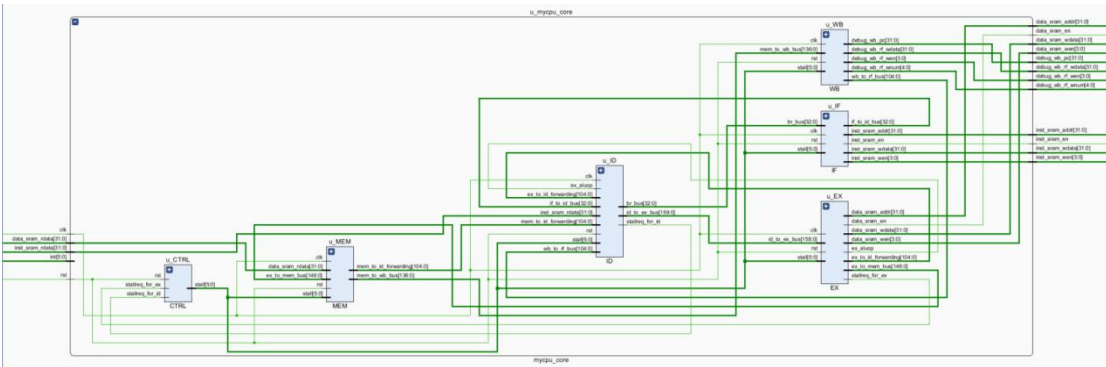 u_mycpu_core
u_WB
clk
mem_to_wb_bus[136:0]
rst
stall[5:0]
debug_wb_pc[31:0]
debug_wb_rf_wdata[31:0]
debug_wb_rf_wen[3:0]
debug_wb_rf_wnum[4:0]
wb_to_rf_bus[104:0]
WB
data_sram_addr[31:0]
data_sram_en
data_sram_wdata[31:0]
data_sram_wen[3:0]
debug_wb_pc[31:0]
debug_wb_rf_wdata[31:0]
debug_wb_rf_wen[3:0]
debug_wb_rf_wnum[4:0]
u_IF
br_bus[32:0]
clk
rst
stall[5:0]
if_to_id_bus[32:0]
inst_sram_addr[31:0]
inst_sram_en
inst_sram_wdata[31:0]
inst_sram_wen[3:0]
IF
inst_sram_addr[31:0]
inst_sram_en
inst_sram_wdata[31:0]
inst_sram_wen[3:0]
u_ID
clk
ex_aluop
ex_to_id_forwarding[104:0]
if_to_id_bus[32:0]
inst_sram_rdata[31:0]
mem_to_id_forwarding[104:0]
rst
stall[5:0]
wb_to_rf_bus[104:0]
br_bus[32:0]
id_to_ex_bus[158:0]
stallreq_for_id
ID
u_EX
clk
id_to_ex_bus[158:0]
rst
stall[5:0]
data_sram_addr[31:0]
data_sram_en
data_sram_wdata[31:0]
data_sram_wen[3:0]
ex_aluop
ex_to_id_forwarding[104:0]
ex_to_mem_bus[146:0]
stallreq_for_ex
EX
clk
data_sram_rdata[31:0]
inst_sram_rdata[31:0]
int[5:0]
rst
u_CTRL
rst
stallreq_for_ex
stallreq_for_id
stall[5:0]
CTRL
u_MEM
clk
data_sram_rdata[31:0]
ex_to_mem_bus[146:0]
rst
stall[5:0]
mem_to_id_forwarding[104:0]
mem_to_wb_bus[136:0]
MEM
mycpu_core